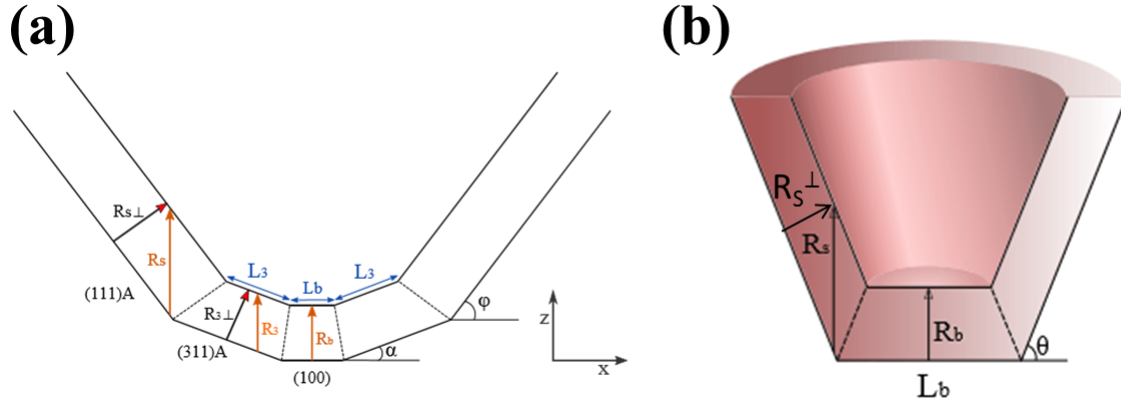 (a)
Rs⊥
Rs
L3
Lb
L3
(111)A
R3⊥
R3
Rb
φ
(311)A
α
(100)
z
x
(b)
Rs⊥
Rs
Rb
θ
Lb